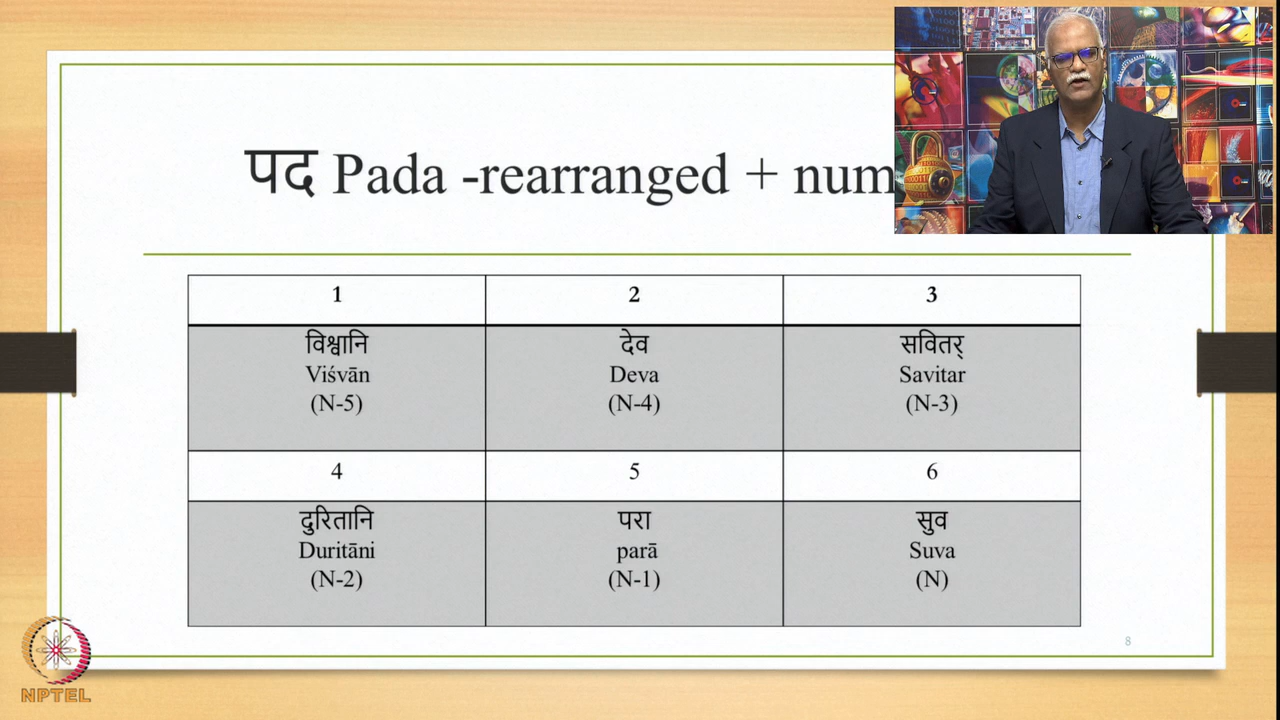 पद Pada -rearranged + num
1 2 3
विश्वानि देव सवितर्
Viśvān Deva Savitar
(N-5) (N-4) (N-3)
4 5 6
दुरितानि परा सुव
Duritāni parā Suva
(N-2) (N-1) (N)
8
NPTEL